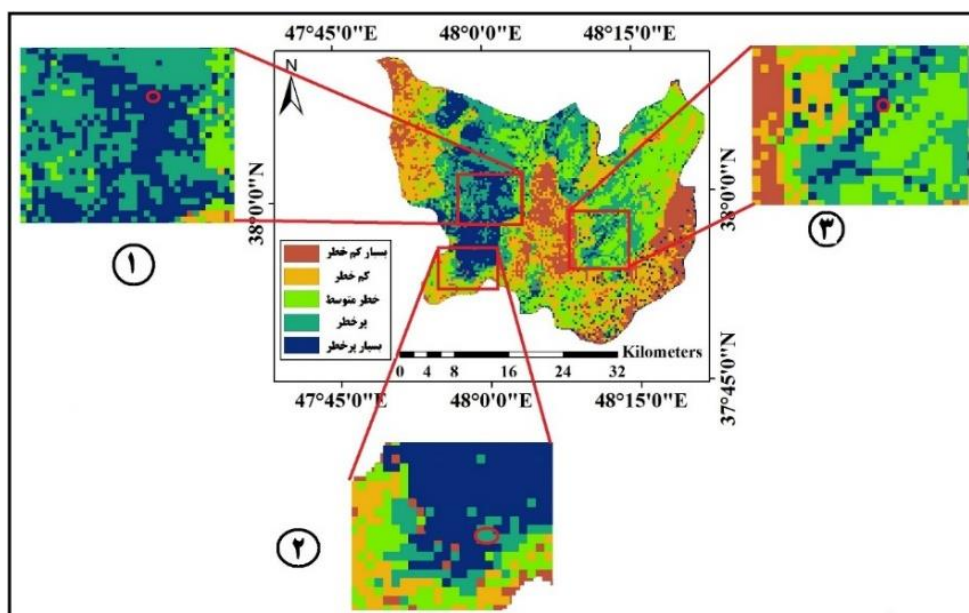 47°45'0"E 48°0'0"E 48°15'0"E
N
38°0'0"N
38°0'0"N
۱
۳
بسیار کم خطر
کم خطر
خطر متوسط
پرخطر
بسیار پرخطر
Kilometers
0 4 8 16 24 32
37°45'0"N
47°45'0"E 48°0'0"E 48°15'0"E
۲